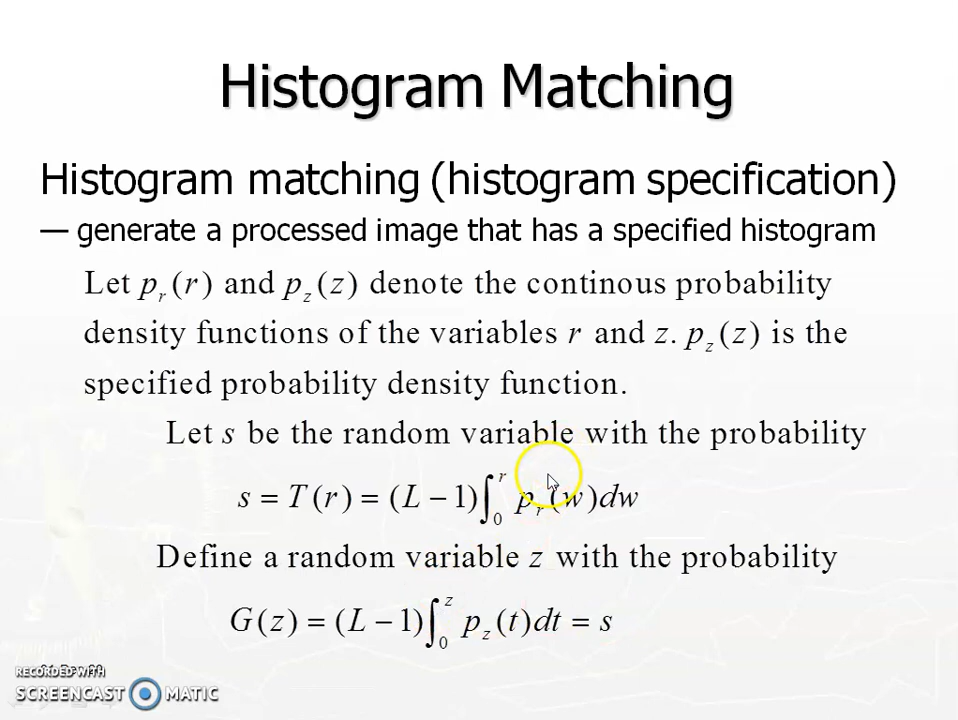 Histogram Matching
Histogram matching (histogram specification)
— generate a processed image that has a specified histogram
Let p_r(r) and p_z(z) denote the continous probability
density functions of the variables r and z. p_z(z) is the
specified probability density function.
Let s be the random variable with the probability
s = T(r) = (L − 1)∫_0^r p_r(w)dw
Define a random variable z with the probability
G(z) = (L − 1)∫_0^z p_z(t)dt = s
RECORDED WITH
SCREENCAST MATIC